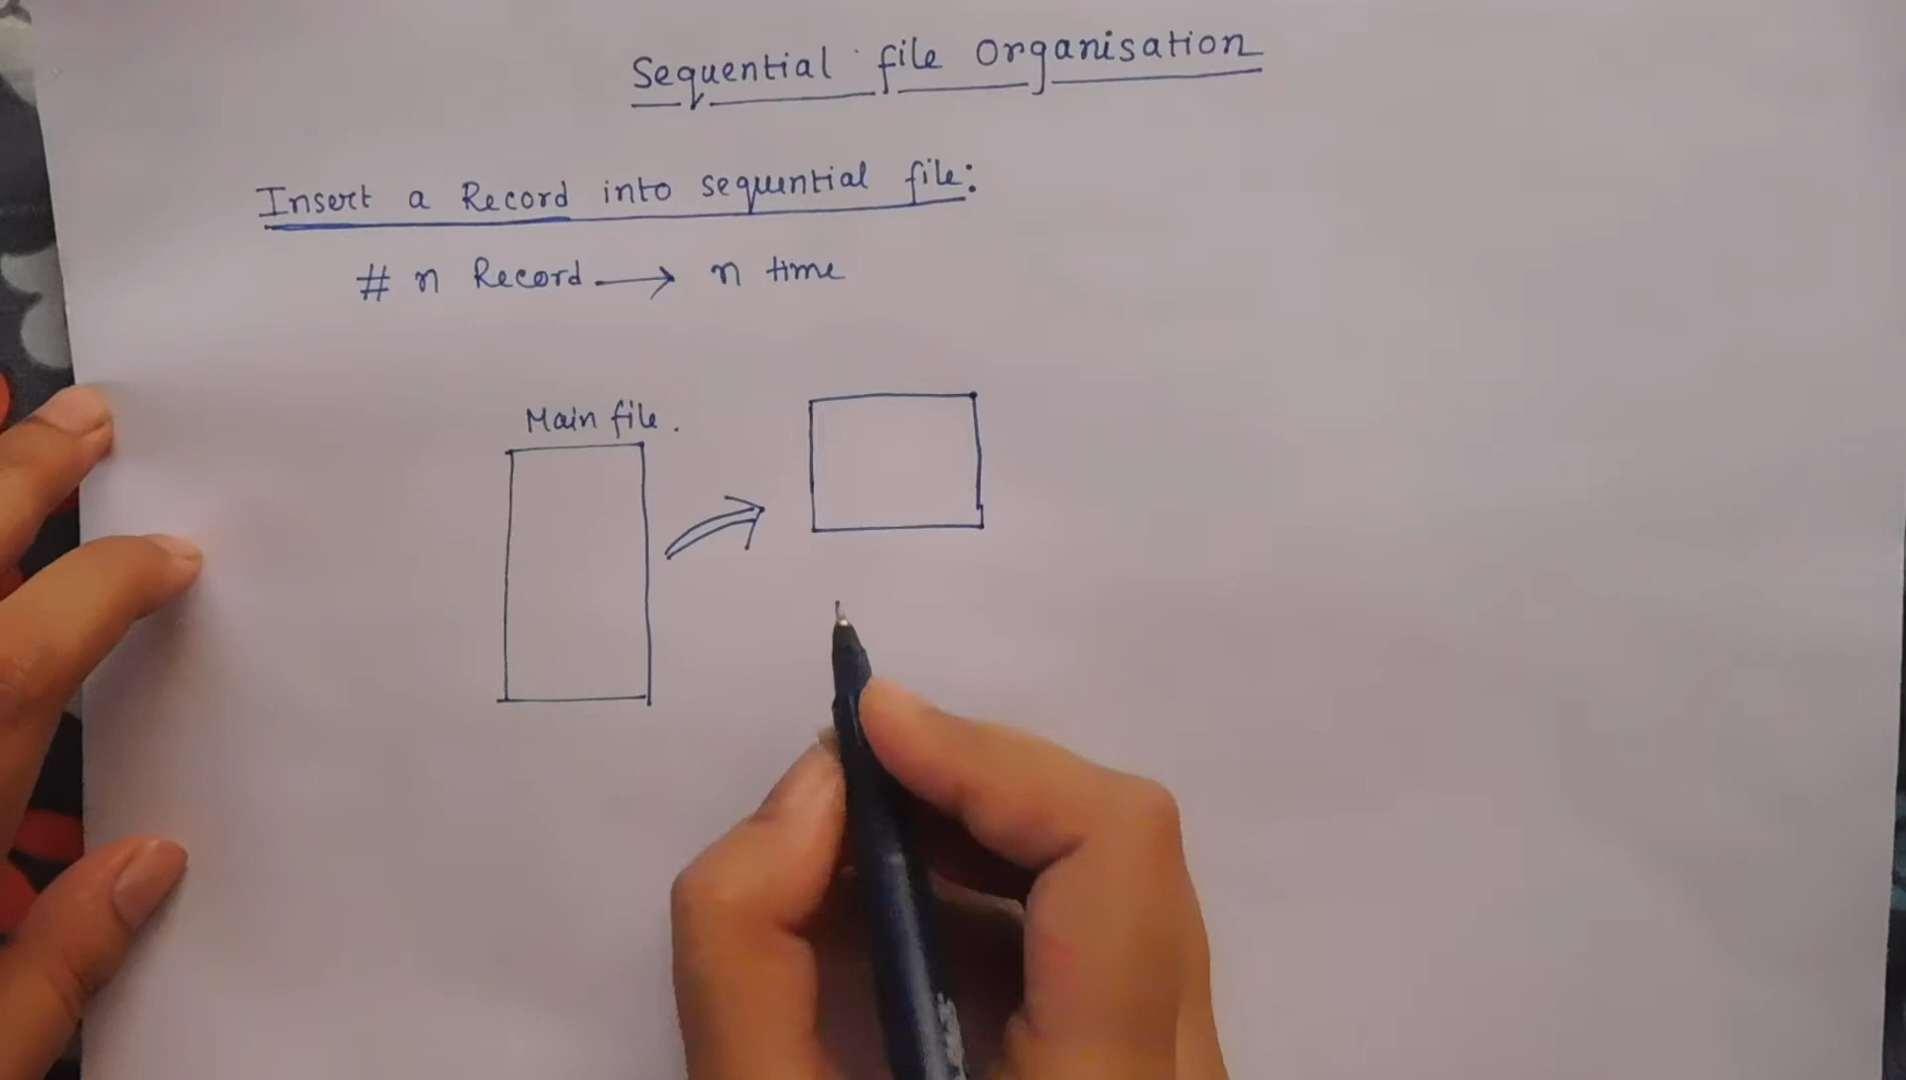 Sequential file Organisation
Insert a Record into sequential file:
# n Record → n time
Main file.